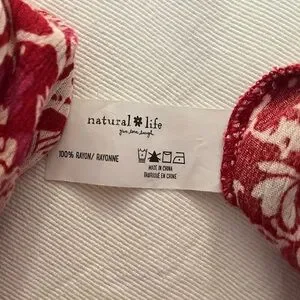 natural life
give. love. laugh.
100% RAYON/ RAYONNE
MADE IN CHINA
FABRIQUÉ EN CHINE